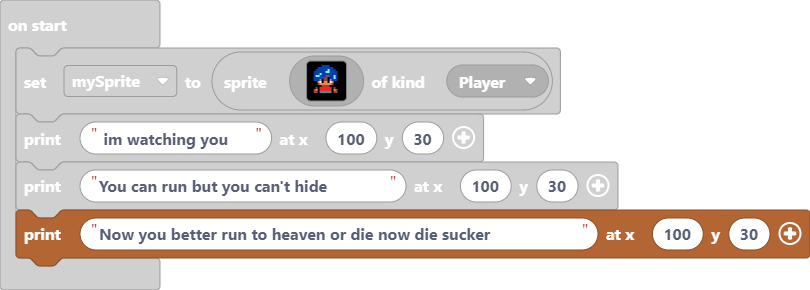 on start
set mySprite to sprite of kind Player
print " im watching you " at x 100 y 30
print "You can run but you can't hide " at x 100 y 30
print "Now you better run to heaven or die now die sucker " at x 100 y 30